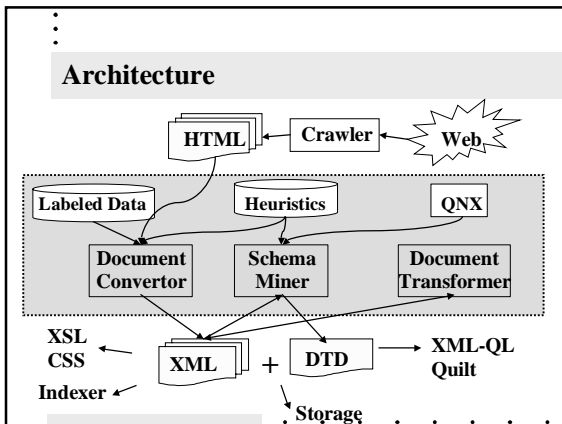 Architecture
HTML
Crawler
Web
Labeled Data
Heuristics
QNX
Document
Convertor
Schema
Miner
Document
Transformer
XSL
CSS
XML
+
DTD
XML-QL
Quilt
Indexer
Storage